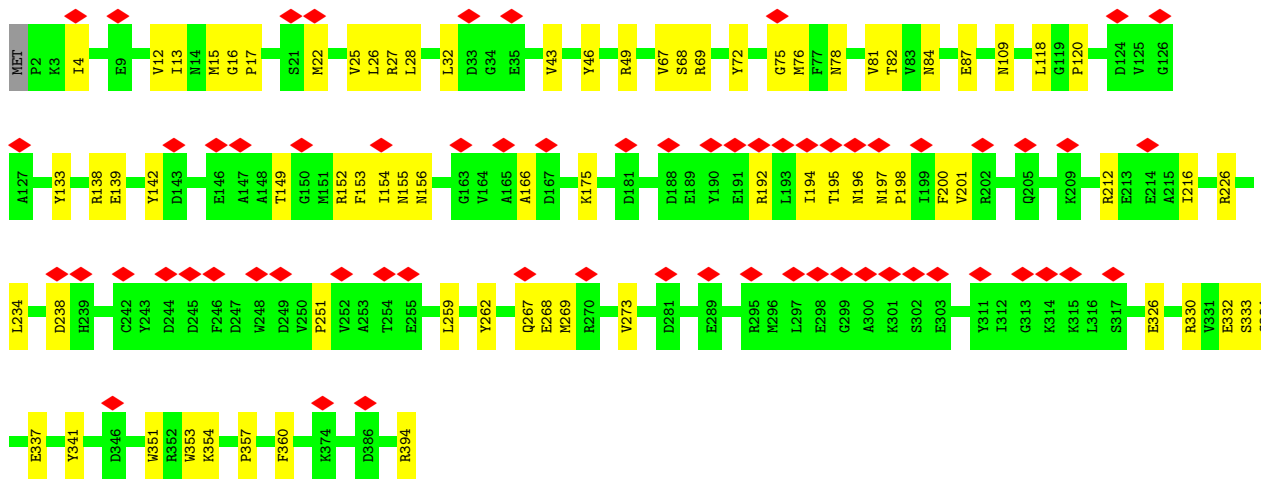 MET P2 K3 I4 E9 V12 I13 N14 M15 G16 P17 S21 M22 V25 L26 R27 L28 L32 D33 G34 E35 V43 Y46 R49 V67 S68 R69 Y72 G75 M76 F77 N78 V81 T82 V83 N84 E87 N109 L118 G119 P120 D124 V125 G126
A127 Y133 R138 E139 Y142 D143 E146 A147 A148 T149 G150 M151 R152 F153 I154 N155 N156 G163 V164 A165 A166 D167 K175 D181 D188 E189 Y190 E191 R192 L193 I194 T195 N196 N197 P198 I199 F200 V201 R202 Q205 K209 R212 E213 E214 A215 I216 R226
L234 D238 H239 C242 Y243 D244 D245 F246 D247 W248 D249 V250 P251 V252 A253 T254 E255 L259 Y262 Q267 E268 M269 R270 V273 D281 E289 R295 M296 L297 E298 G299 A300 K301 S302 E303 Y311 I312 G313 K314 K315 L316 S317 E326 R330 V331 E332 S333
E337 Y341 D346 W351 R352 W353 K354 P357 F360 K374 D386 R394